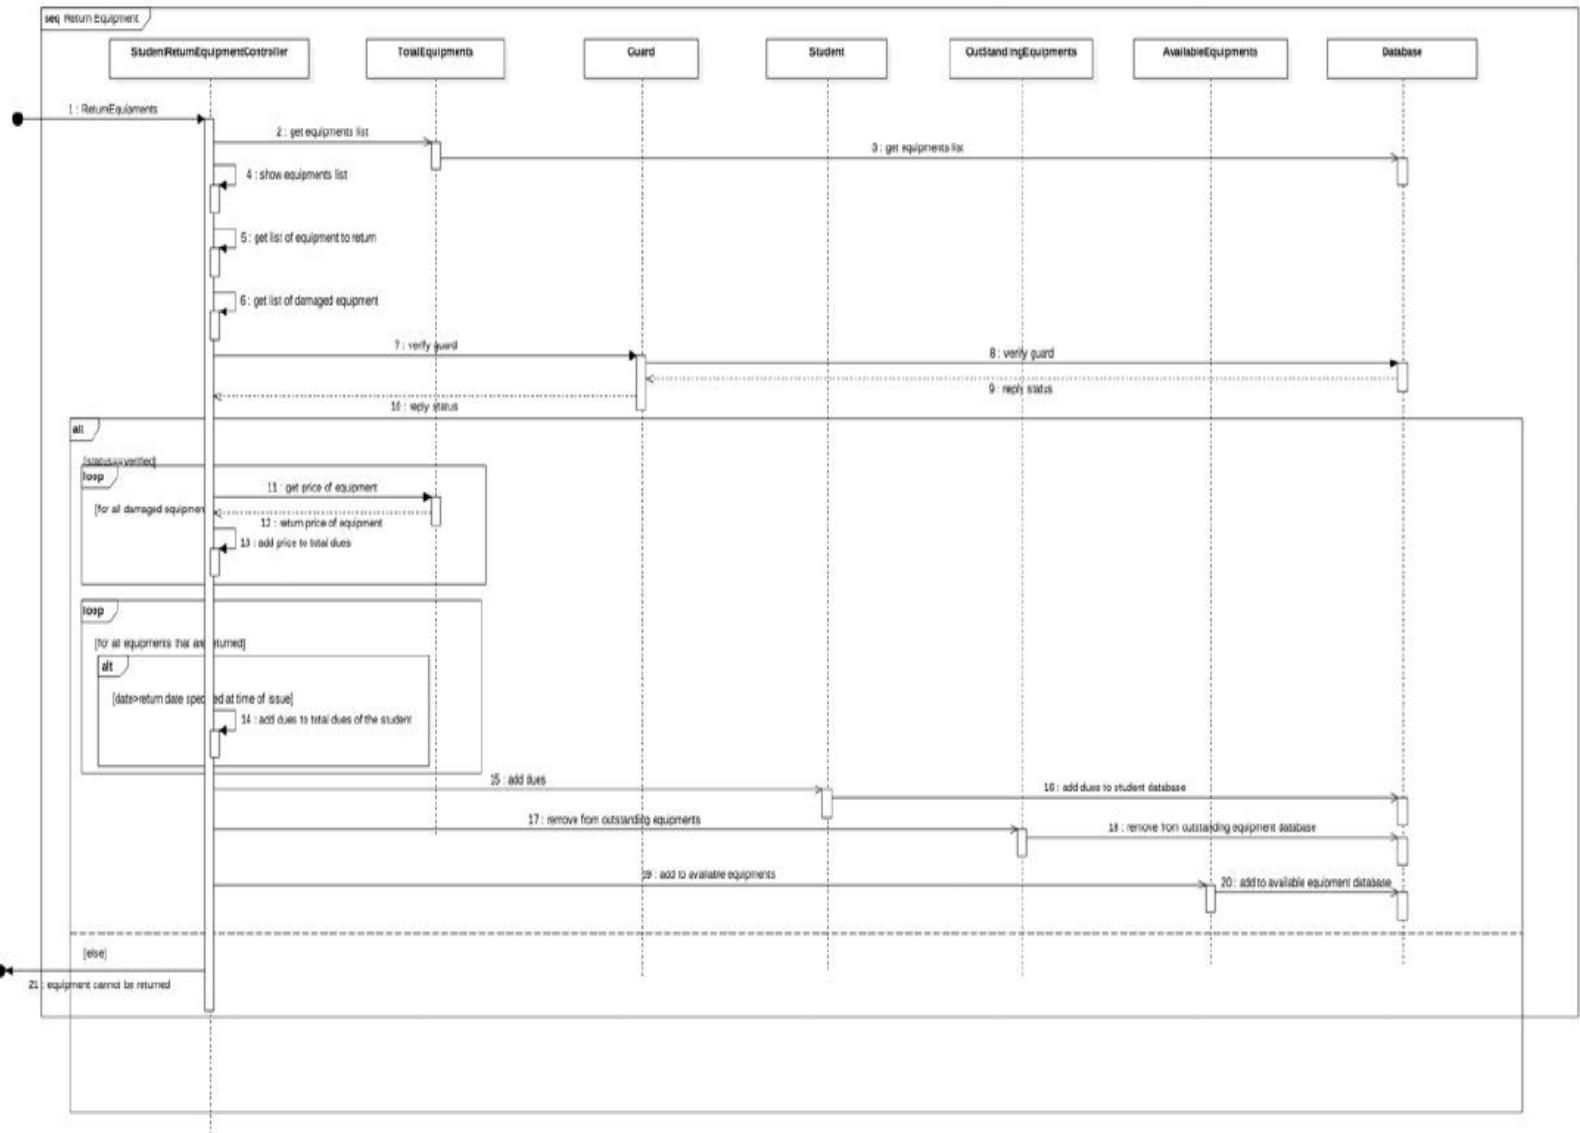 seq Return Equipment
StudentReturnEquipmentController
TotalEquipments
Guard
Student
OutStandingEquipments
AvailableEquipments
Database
1 : ReturnEquipments
2 : get equipments list
3 : get equipments list
4 : show equipments list
5 : get list of equipment to return
6 : get list of damaged equipment
7 : verify guard
8 : verify guard
9 : reply status
10 : reply status
alt
[status==verified]
loop
11 : get price of equipment
[for all damaged equipmen
12 : return price of equipment
13 : add price to total dues
loop
[for all equipments that are returned]
alt
[date>return date specified at time of issue]
14 : add dues to total dues of the student
15 : add dues
16 : add dues to student database
17 : remove from outstanding equipments
18 : remove from outstanding equipment database
19 : add to available equipments
20 : add to available equipment database
[else]
21 : equipment cannot be returned